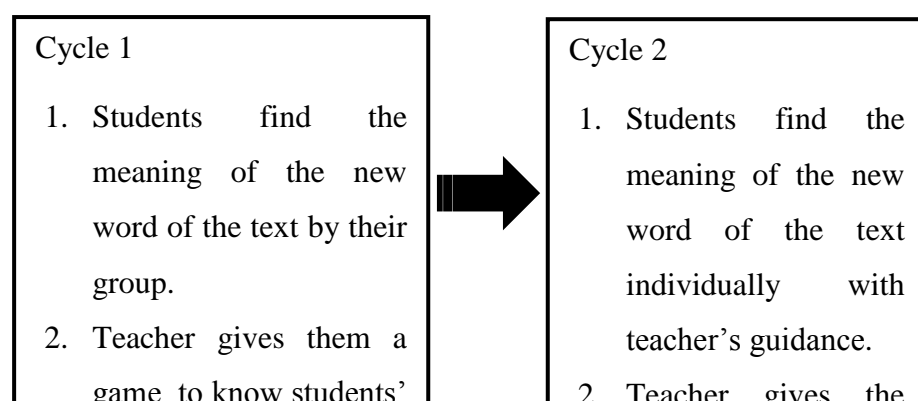 Cycle 1
1. Students find the
meaning of the new
word of the text by their
group.
2. Teacher gives them a
game to know students’
Cycle 2
1. Students find the
meaning of the new
word of the text
individually with
teacher’s guidance.
2. Teacher gives the